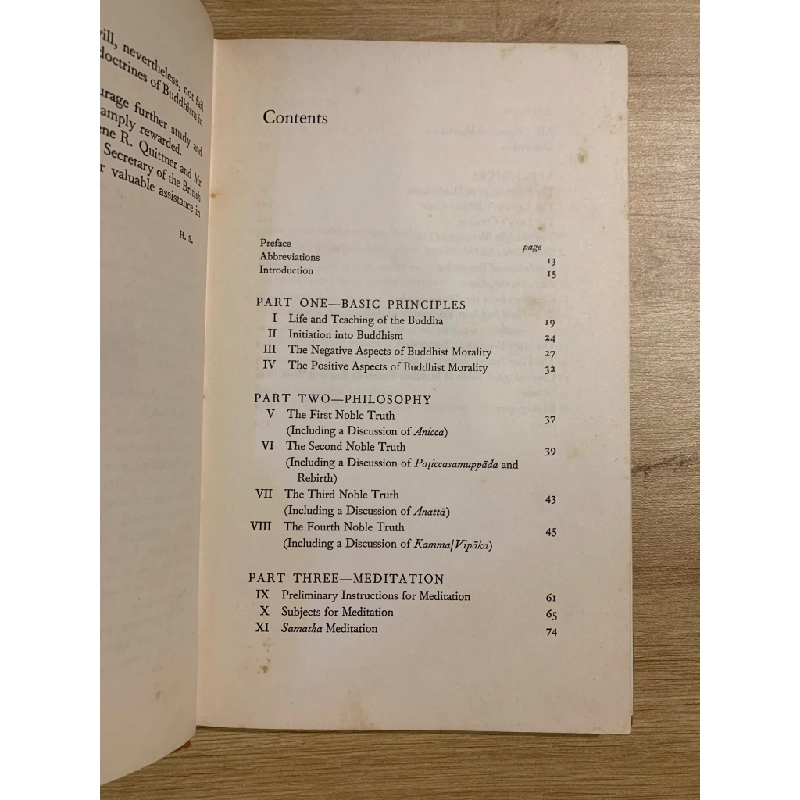 will, nevertheless, not fail
doctrines of Buddhism in
urage further study and
amply rewarded.
ene R. Quittner and Mr
Secretary of the British
r valuable assistance in
H. S.
Contents
page
Preface
Abbreviations 13
Introduction 15
PART ONE—BASIC PRINCIPLES
I Life and Teaching of the Buddha 19
II Initiation into Buddhism 24
III The Negative Aspects of Buddhist Morality 27
IV The Positive Aspects of Buddhist Morality 32
PART TWO—PHILOSOPHY
V The First Noble Truth 37
(Including a Discussion of Anicca)
VI The Second Noble Truth 39
(Including a Discussion of Paṭiccasamuppāda and
Rebirth)
VII The Third Noble Truth 43
(Including a Discussion of Anattā)
VIII The Fourth Noble Truth 45
(Including a Discussion of Kamma/Vipāka)
PART THREE—MEDITATION
IX Preliminary Instructions for Meditation 61
X Subjects for Meditation 65
XI Samatha Meditation 74